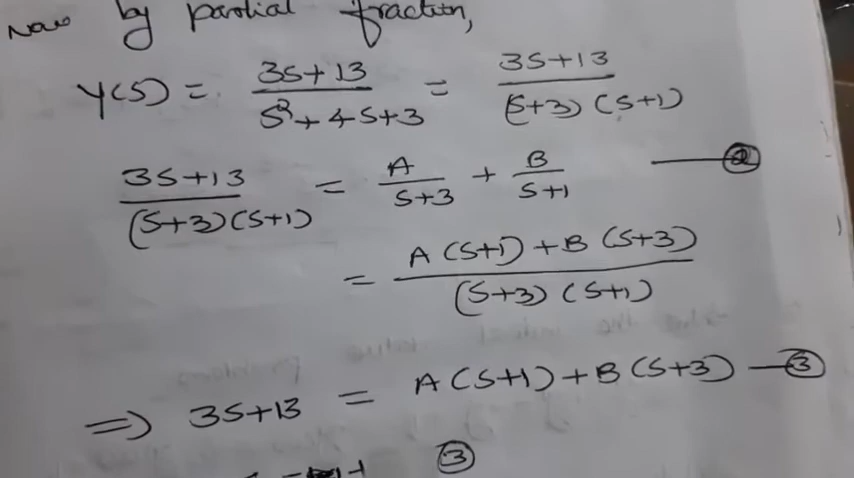 Now by partial fraction,
Y(S) = 3S+13 / S²+4S+3 = 3S+13 / (S+3) (S+1)
3S+13 / (S+3) (S+1) = A / S+3 + B / S+1 — ②
= A (S+1) + B (S+3) / (S+3) (S+1)
=> 3S+13 = A (S+1) + B (S+3) — ③
③